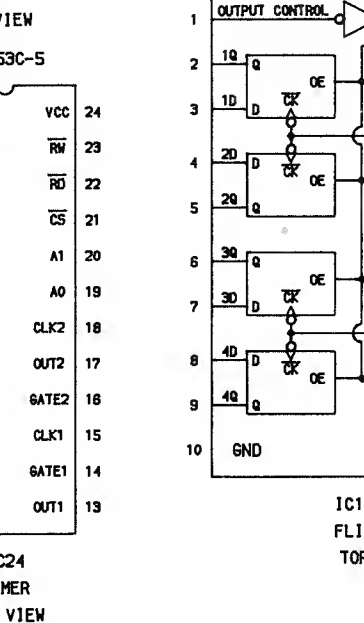 VIEW
53C-5
VCC 24
RW 23
RD 22
CS 21
A1 20
A0 19
CLK2 18
OUT2 17
GATE2 16
CLK1 15
GATE1 14
OUT1 13
C24
MER
VIEW
1 OUTPUT CONTROL
2 1Q Q
OE
3 1D D CK
4 2D D CK
OE
5 2Q Q
6 3Q Q
OE
7 3D D CK
8 4D D CK
OE
9 4Q Q
10 GND
IC1
FLI
TOP